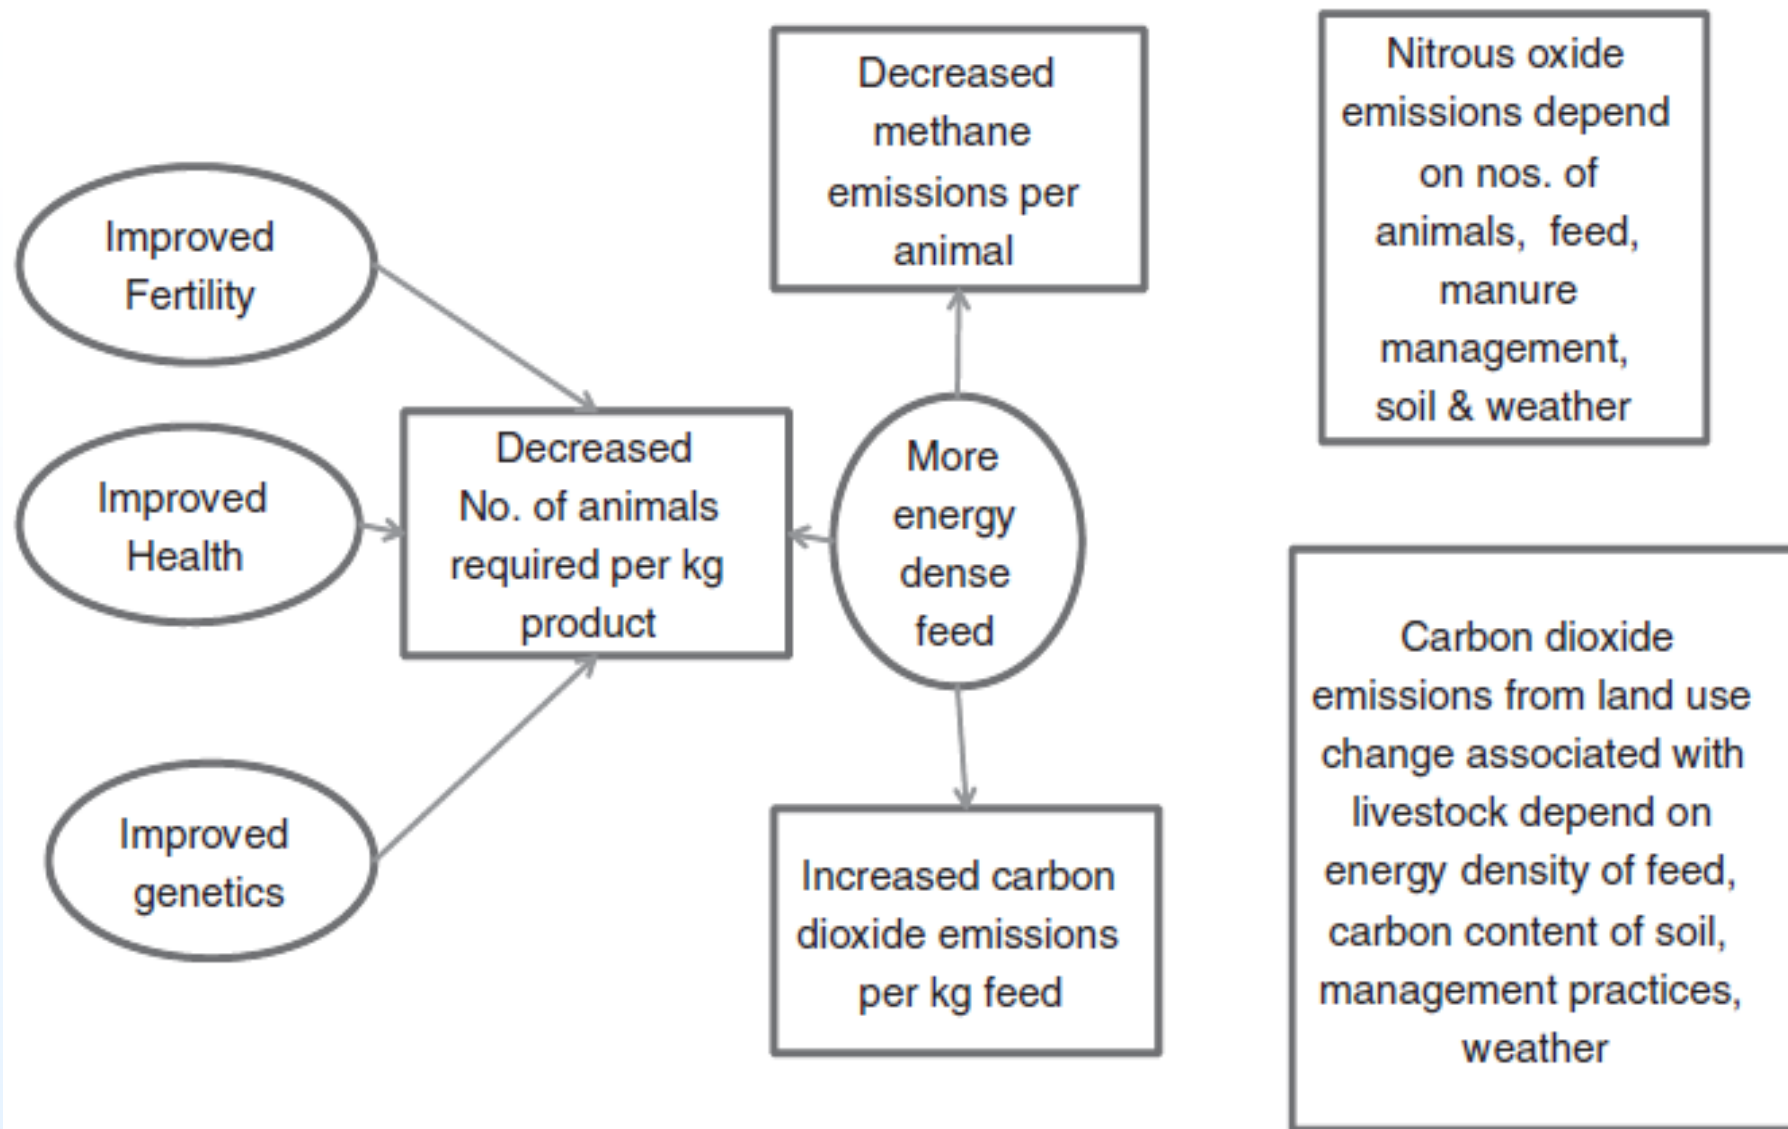 Improved
Fertility
Improved
Health
Improved
genetics
Decreased
No. of animals
required per kg
product
Decreased
methane
emissions per
animal
More
energy
dense
feed
Increased carbon
dioxide emissions
per kg feed
Nitrous oxide
emissions depend
on nos. of
animals, feed,
manure
management,
soil & weather
Carbon dioxide
emissions from land use
change associated with
livestock depend on
energy density of feed,
carbon content of soil,
management practices,
weather